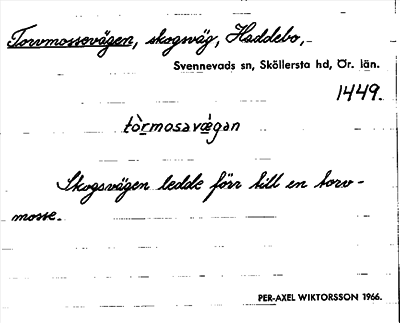 Torvmossevägen, skogsväg, Haddebo,-
Svennevads sn, Sköllersta hd, Ör. län.
1449.
tòrmosavǽgan
Skogsvägen ledde förr till en torv-
mosse.
PER-AXEL WIKTORSSON 1966.